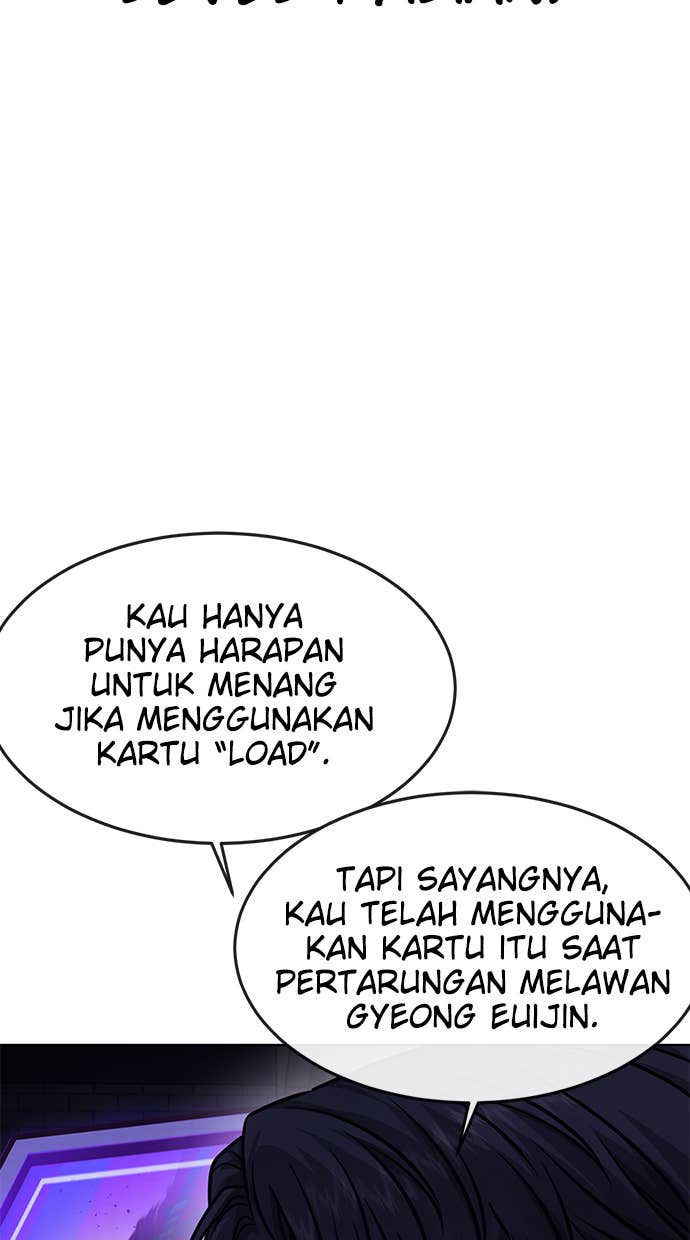 KAU HANYA
PUNYA HARAPAN
UNTUK MENANG
JIKA MENGGUNAKAN
KARTU “LOAD”.
TAPI SAYANGNYA,
KAU TELAH MENGGUNA-
KAN KARTU ITU SAAT
PERTARUNGAN MELAWAN
GYEONG EUIJIN.